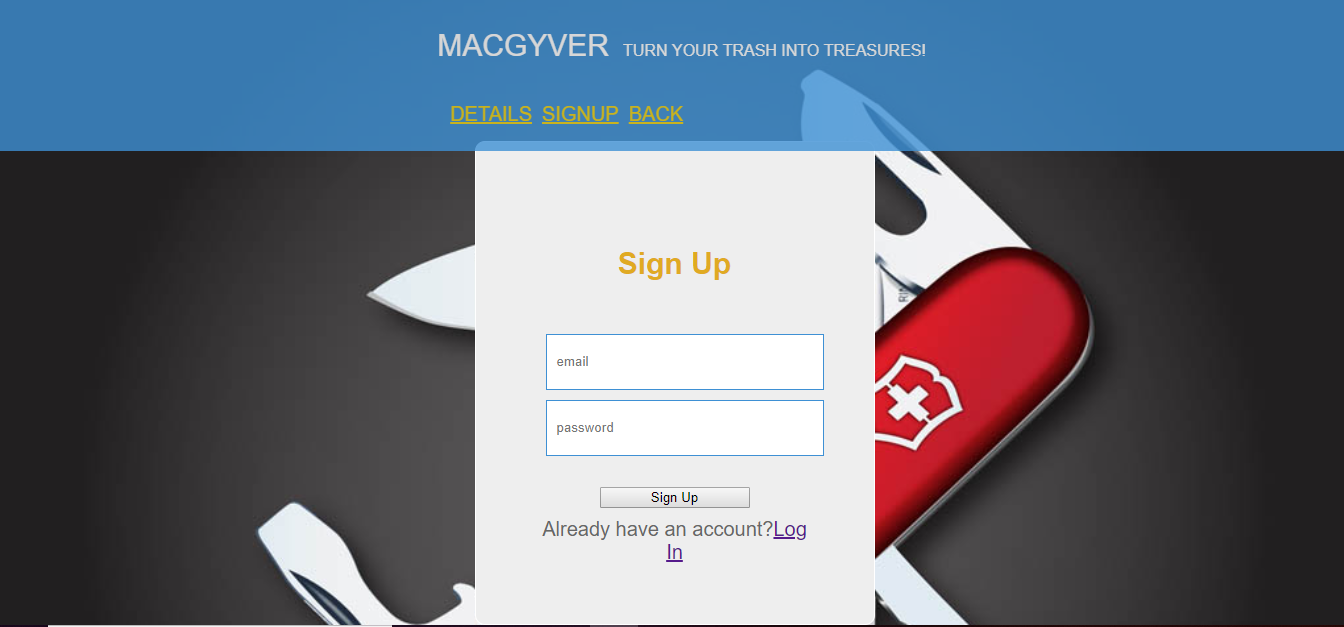 MACGYVER TURN YOUR TRASH INTO TREASURES!
DETAILS SIGNUP BACK
Sign Up
email
password
Sign Up
Already have an account?Log
In